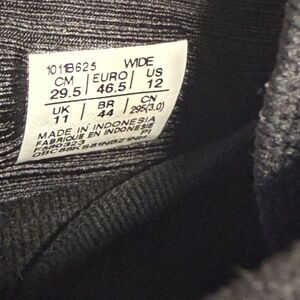 1011B625 WIDE
CM EURO US
29.5 46.5 12
UK BR CN
11 44 295(3.0)
MADE IN INDONESIA
FABRIQUE EN INDONESIE
PI